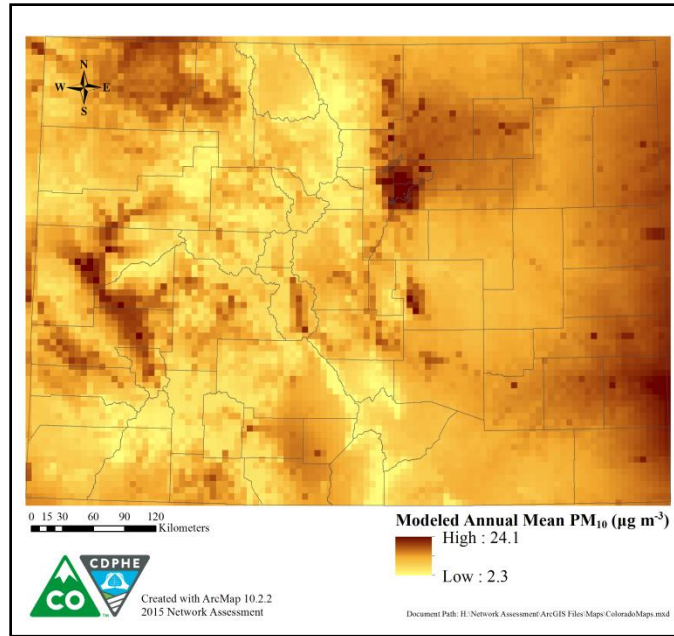 N
W E
S
0 15 30 60 90 120
Kilometers
Modeled Annual Mean PM₁₀ (µg m⁻³)
High : 24.1
Low : 2.3
CDPHE
CO
TM
Created with ArcMap 10.2.2
2015 Network Assessment
Document Path: H:\Network Assessment\ArcGIS Files\Maps\ColoradoMaps.mxd